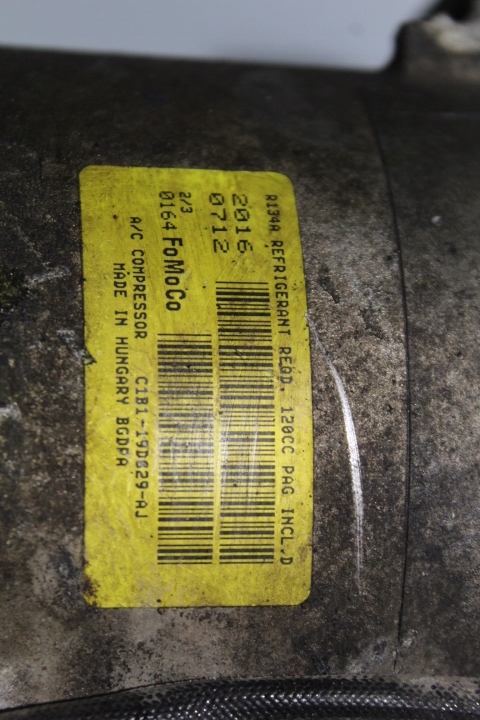 R134A REFRIGERANT REQD. 120CC PAG INCL.D
2016
0712
2/3
0164 FoMoCo
A/C COMPRESSOR C1B1-19D629-AJ
MADE IN HUNGARY BGDPA